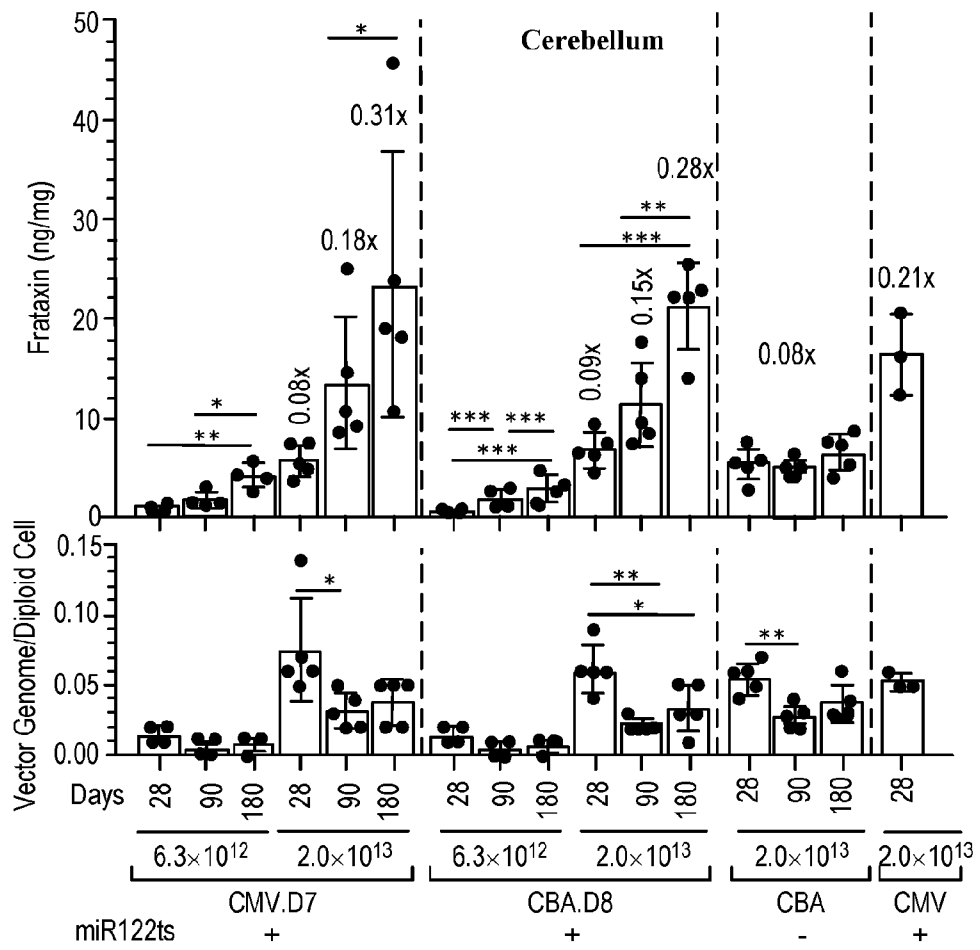 Cerebellum
Frataxin (ng/mg)
50
40
30
20
10
0
*
0.31x
0.18x
0.08x
*
**
0.28x
**
***
0.15x
0.09x
***
***
***
0.08x
0.21x
Vector Genome/Diploid Cell
0.15
0.10
0.05
0.00
*
**
*
**
Days 28 90 180 28 90 180 28 90 180 28 90 180 28 90 180 28
6.3×10¹² 2.0×10¹³ 6.3×10¹² 2.0×10¹³ 2.0×10¹³ 2.0×10¹³
CMV.D7 CBA.D8 CBA CMV
miR122ts + + - +